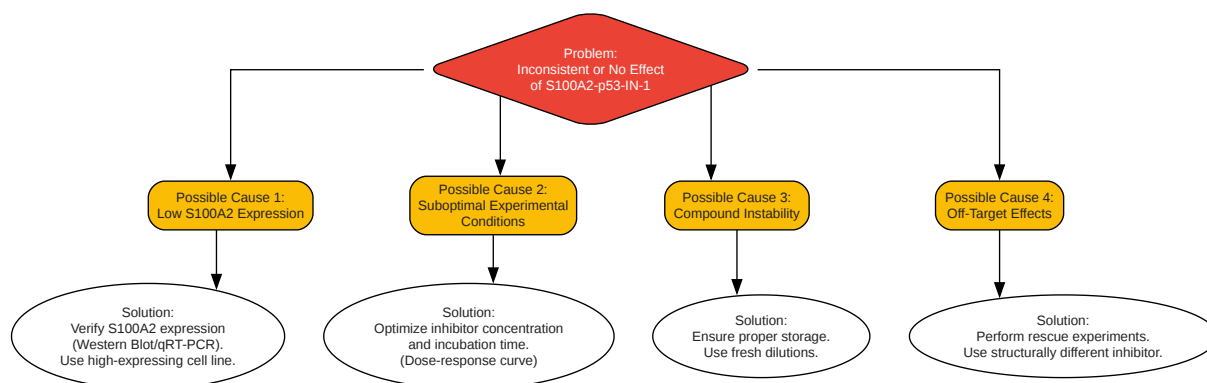 Problem:
Inconsistent or No Effect
of S100A2-p53-IN-1
Possible Cause 1:
Low S100A2 Expression
Possible Cause 2:
Suboptimal Experimental
Conditions
Possible Cause 3:
Compound Instability
Possible Cause 4:
Off-Target Effects
Solution:
Verify S100A2 expression
(Western Blot/qRT-PCR).
Use high-expressing cell line.
Solution:
Optimize inhibitor concentration
and incubation time.
(Dose-response curve)
Solution:
Ensure proper storage.
Use fresh dilutions.
Solution:
Perform rescue experiments.
Use structurally different inhibitor.